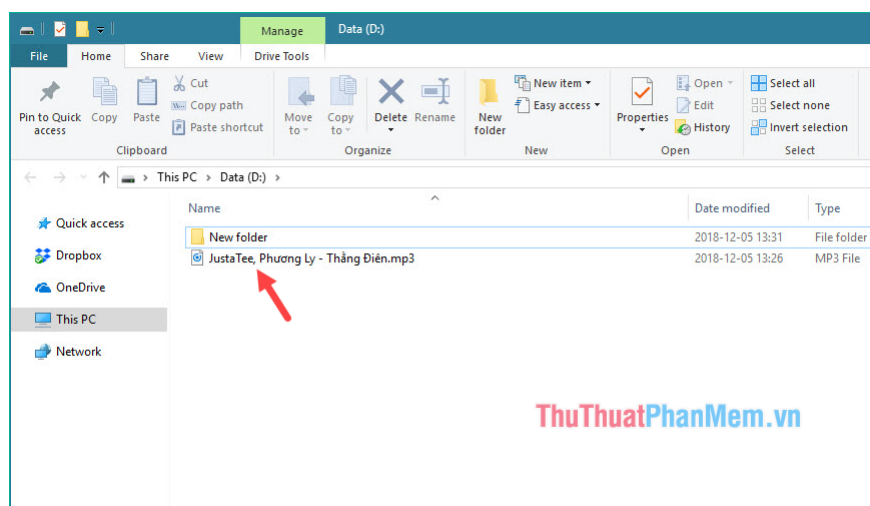 Manage Data (D:)
File Home Share View Drive Tools
Pin to Quick access
Copy
Paste
Cut
Copy path
Paste shortcut
Clipboard
Move to
Copy to
Delete
Rename
Organize
New folder
New item
Easy access
New
Properties
Open
Edit
History
Open
Select all
Select none
Invert selection
Select
This PC > Data (D:) >
Name Date modified Type
New folder 2018-12-05 13:31 File folder
JustaTee, Phương Ly - Thằng Điên.mp3 2018-12-05 13:26 MP3 File
Quick access
Dropbox
OneDrive
This PC
Network
ThuThuatPhanMem.vn